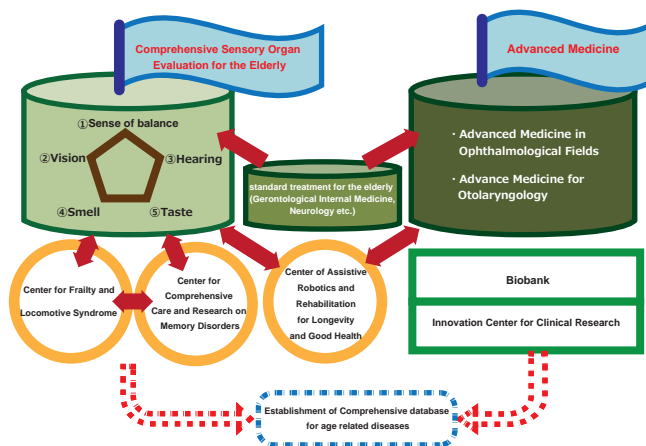 Comprehensive Sensory Organ
Evaluation for the Elderly
Advanced Medicine
①Sense of balance
②Vision
③Hearing
④Smell
⑤Taste
standard treatment for the elderly
(Gerontological Internal Medicine,
Neurology etc.)
・Advanced Medicine in
Ophthalmological Fields
・Advance Medicine for
Otolaryngology
Center for Frailty and
Locomotive Syndrome
Center for
Comprehensive
Care and Research on
Memory Disorders
Center of Assistive
Robotics and
Rehabilitation
for Longevity
and Good Health
Biobank
Innovation Center for Clinical Research
Establishment of Comprehensive database
for age related diseases